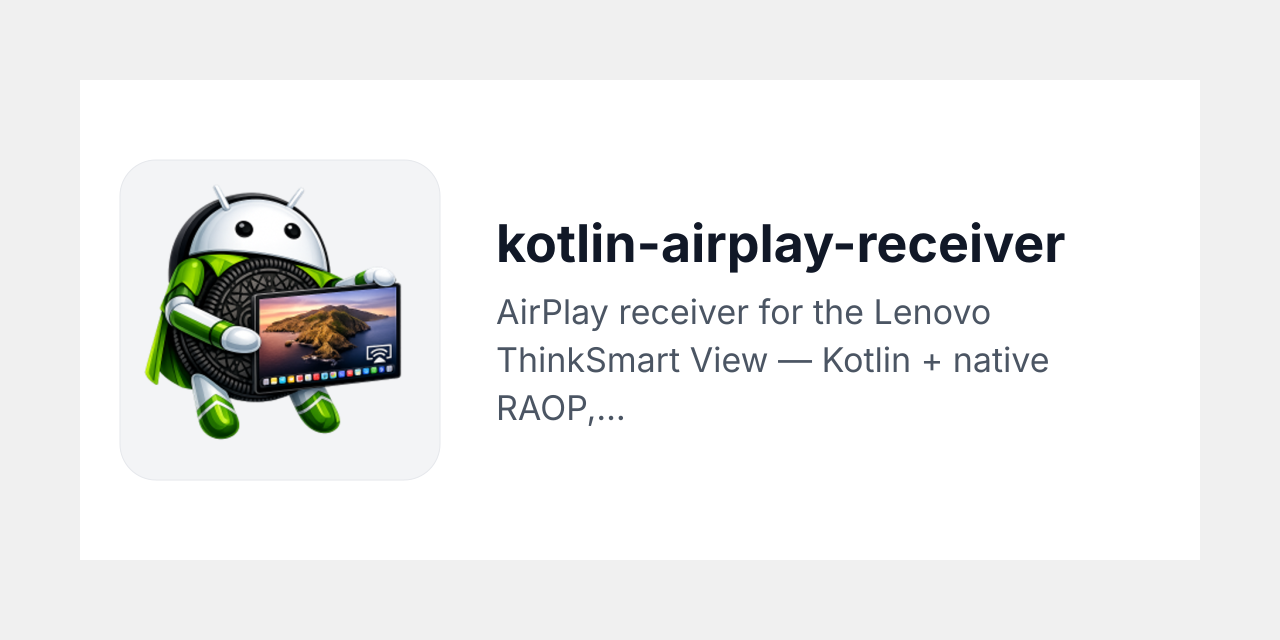 kotlin-airplay-receiver
AirPlay receiver for the Lenovo
ThinkSmart View — Kotlin + native
RAOP,...